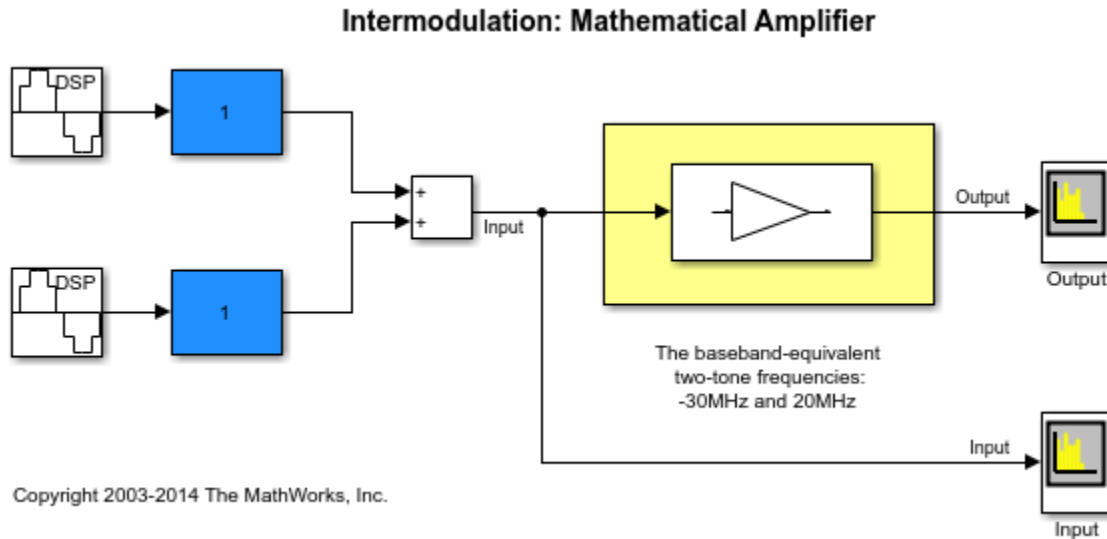 Intermodulation: Mathematical Amplifier
DSP
1
+
+
Input
DSP
1
Output
Output
The baseband-equivalent
two-tone frequencies:
-30MHz and 20MHz
Input
Input
Copyright 2003-2014 The MathWorks, Inc.